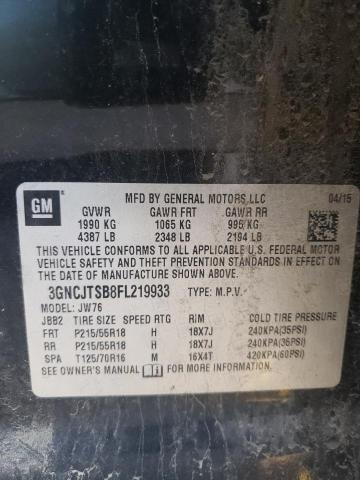 GM
MFD BY GENERAL MOTORS LLC 04/15
GVWR GAWR FRT GAWR RR
1990 KG 1065 KG 995 KG
4387 LB 2348 LB 2194 LB
THIS VEHICLE CONFORMS TO ALL APPLICABLE U.S. FEDERAL MOTOR
VEHICLE SAFETY, BUMPER, AND THEFT PREVENTION STANDARDS IN
EFFECT ON THE DATE OF MANUFACTURE SHOWN ABOVE.
3GNCJTSB8FL219933 TYPE: M.P.V.
MODEL: JW76
JBB2 TIRE SIZE SPEED RTG RIM COLD TIRE PRESSURE
FRT P215/55R18 H 18X7J 240KPA(35PSI)
RR P215/55R18 H 18X7J 240KPA(35PSI)
SPA T125/70R16 M 16X4T 420KPA(60PSI)
SEE OWNER'S MANUAL FOR MORE INFORMATION.